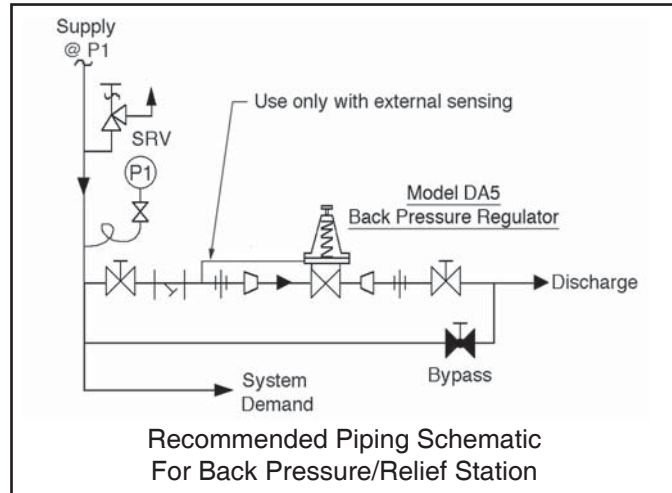 Supply
@ P1
Use only with external sensing
SRV
P1
Model DA5
Back Pressure Regulator
Discharge
Bypass
System
Demand
Recommended Piping Schematic
For Back Pressure/Relief Station